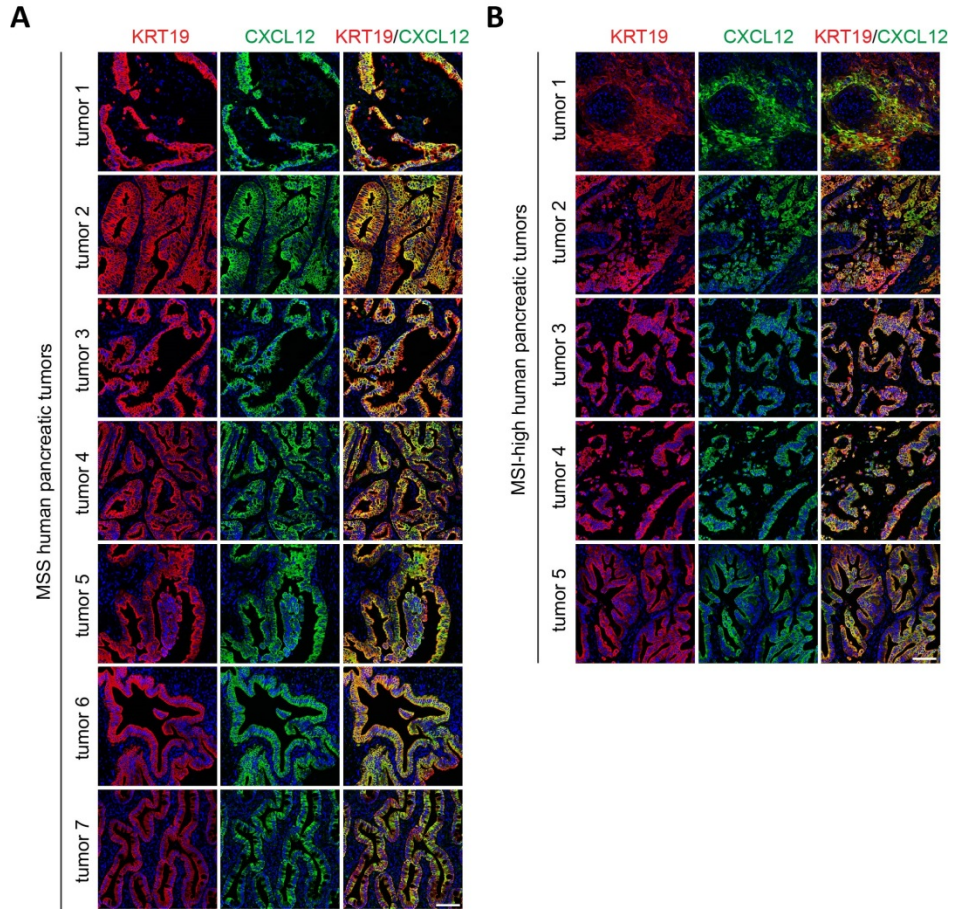 A
KRT19 CXCL12 KRT19/CXCL12
MSS human pancreatic tumors
tumor 1
tumor 2
tumor 3
tumor 4
tumor 5
tumor 6
tumor 7
B
KRT19 CXCL12 KRT19/CXCL12
MSI-high human pancreatic tumors
tumor 1
tumor 2
tumor 3
tumor 4
tumor 5